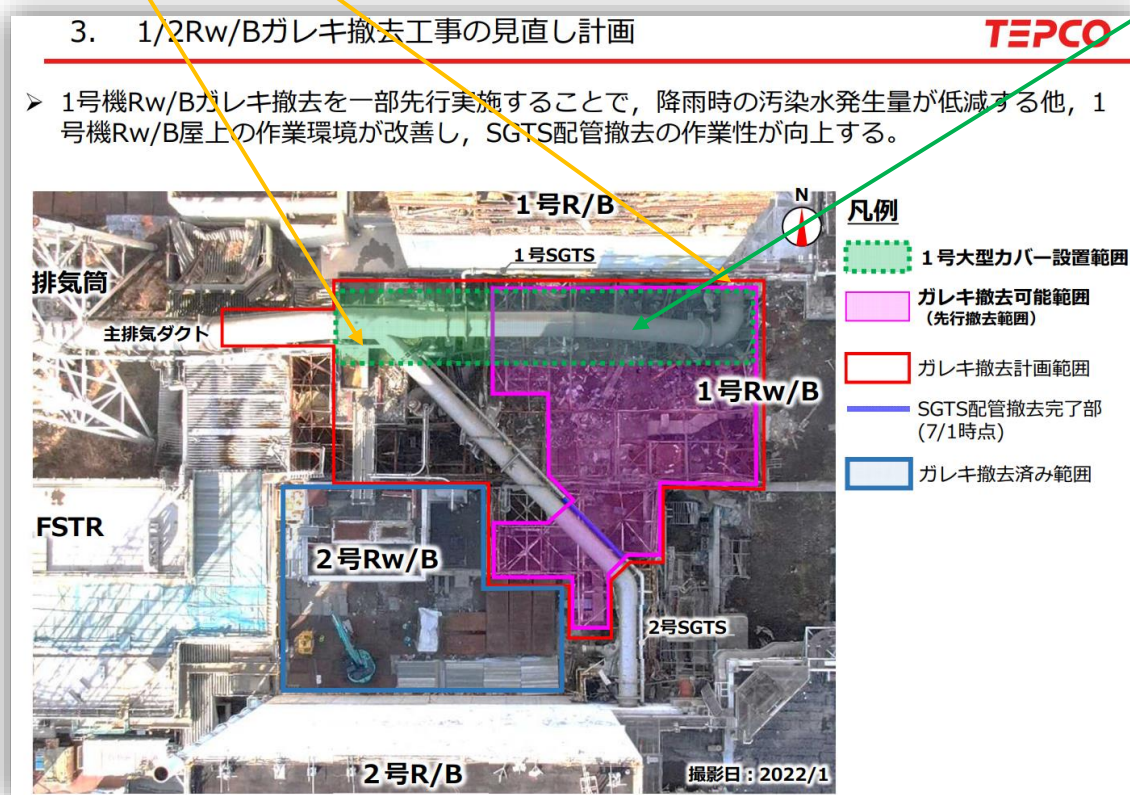 3. 1/2Rw/Bガレキ撤去工事の見直し計画
TEPCO
➢ 1号機Rw/Bガレキ撤去を一部先行実施することで，降雨時の汚染水発生量が低減する他，1
号機Rw/B屋上の作業環境が改善し，SGTS配管撤去の作業性が向上する。
1号R/B
N
1号SGTS
排気筒
主排気ダクト
1号Rw/B
FSTR
2号Rw/B
2号SGTS
2号R/B
撮影日：2022/1
凡例
1号大型カバー設置範囲
ガレキ撤去可能範囲
（先行撤去範囲）
ガレキ撤去計画範囲
SGTS配管撤去完了部
(7/1時点)
ガレキ撤去済み範囲